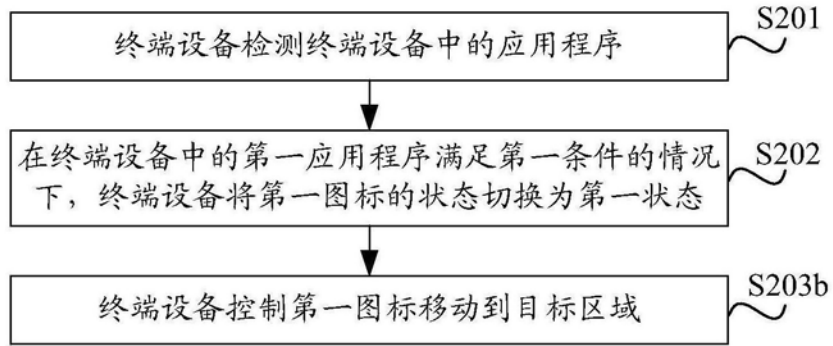 终端设备检测终端设备中的应用程序
S201
在终端设备中的第一应用程序满足第一条件的情况
下，终端设备将第一图标的状态切换为第一状态
S202
终端设备控制第一图标移动到目标区域
S203b